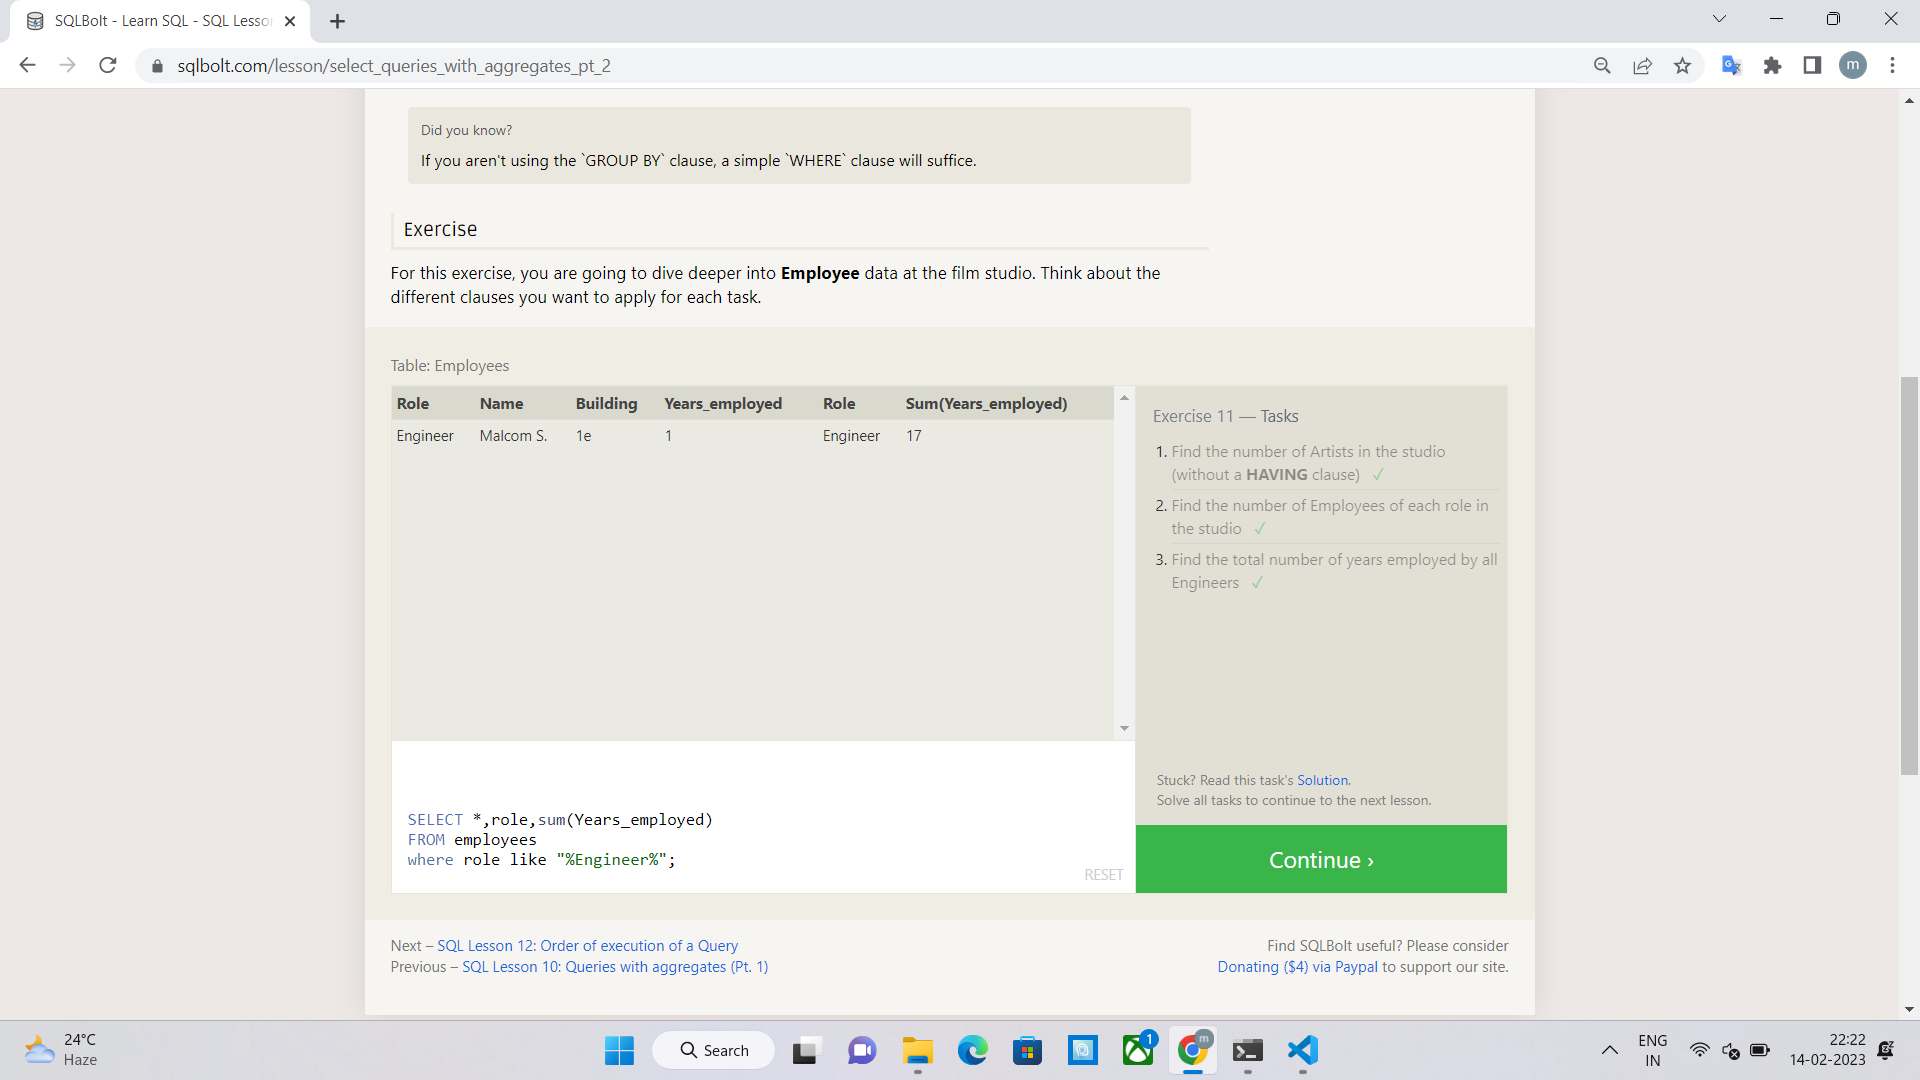 SQLBolt - Learn SQL - SQL Lesso
sqlbolt.com/lesson/select_queries_with_aggregates_pt_2
m
Did you know?
If you aren't using the `GROUP BY` clause, a simple `WHERE` clause will suffice.
Exercise
For this exercise, you are going to dive deeper into Employee data at the film studio. Think about the
different clauses you want to apply for each task.
Table: Employees
Role Name Building Years_employed Role Sum(Years_employed)
Engineer Malcom S. 1e 1 Engineer 17
Exercise 11 — Tasks
1. Find the number of Artists in the studio
(without a HAVING clause) ✓
2. Find the number of Employees of each role in
the studio ✓
3. Find the total number of years employed by all
Engineers ✓
Stuck? Read this task's Solution.
Solve all tasks to continue to the next lesson.
SELECT *,role,sum(Years_employed)
FROM employees
where role like "%Engineer%";
RESET
Continue ›
Next – SQL Lesson 12: Order of execution of a Query
Previous – SQL Lesson 10: Queries with aggregates (Pt. 1)
Find SQLBolt useful? Please consider
Donating ($4) via Paypal to support our site.
24°C
Haze
Search
1
m
ENG
IN
22:22
14-02-2023